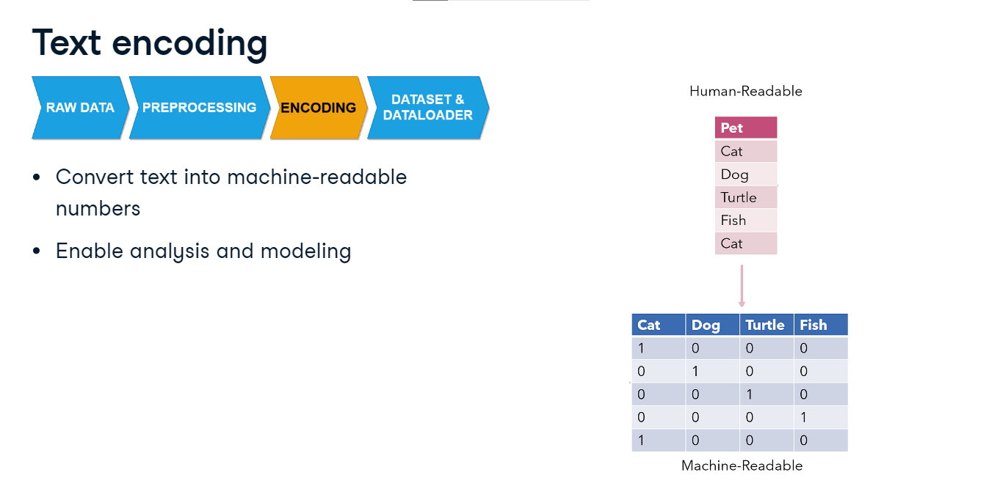 Text encoding
RAW DATA
PREPROCESSING
ENCODING
DATASET &
DATALOADER
• Convert text into machine-readable
numbers
• Enable analysis and modeling
Human-Readable
Pet
Cat
Dog
Turtle
Fish
Cat
Cat Dog Turtle Fish
1 0 0 0
0 1 0 0
0 0 1 0
0 0 0 1
1 0 0 0
Machine-Readable